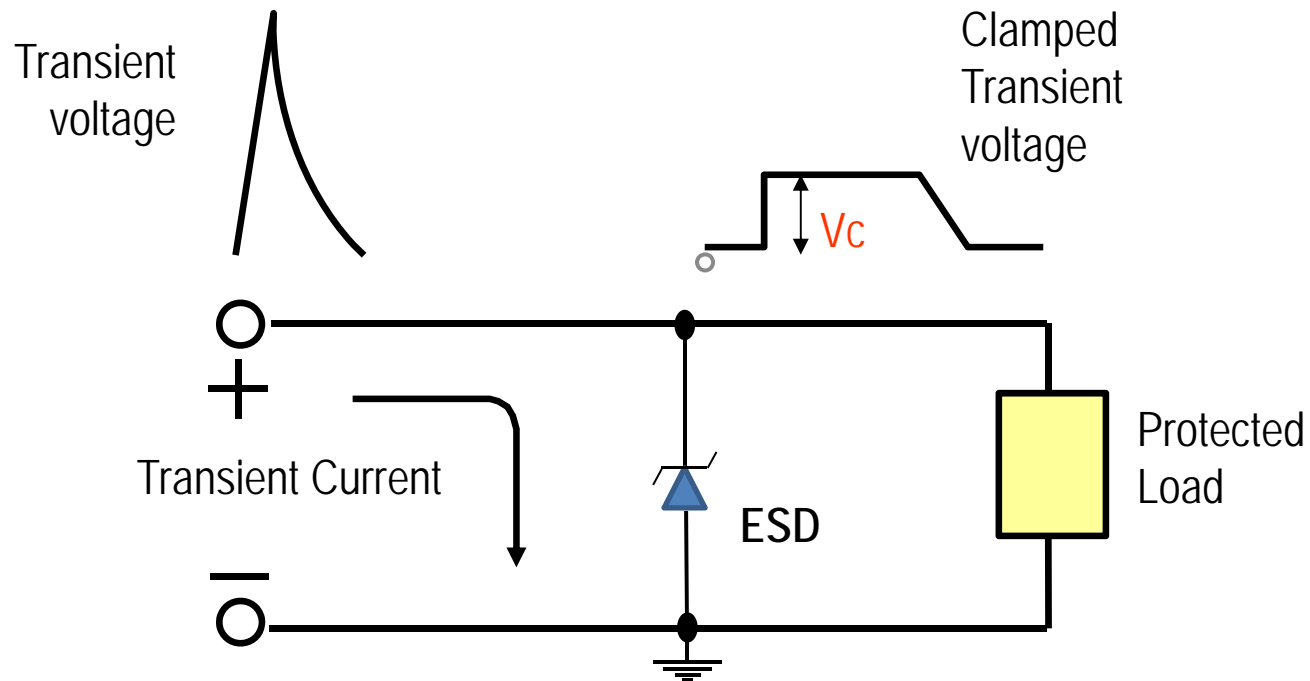 Transient
voltage
Clamped
Transient
voltage
Vc
+
Transient Current
ESD
Protected
Load
−